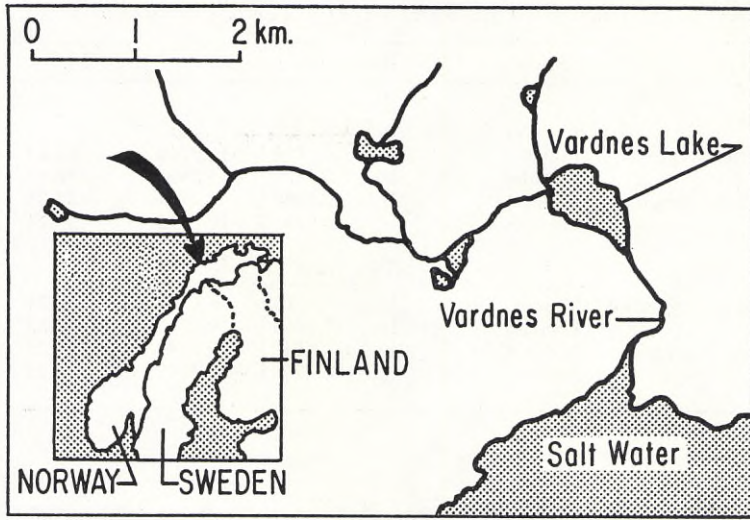 0 1 2 km.
Vardnes Lake
Vardnes River
FINLAND
Salt Water
NORWAY SWEDEN